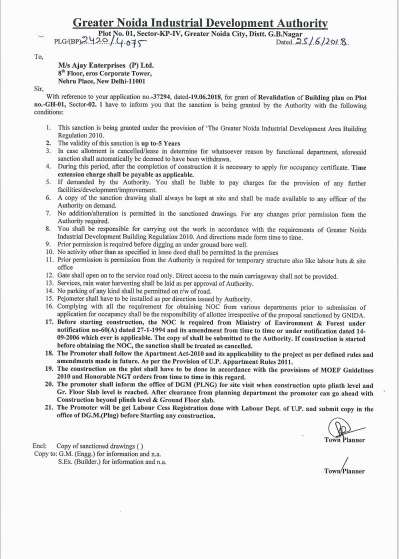 Greater Noida Industrial Development Authority
Plot No. 01, Sector-KP-IV, Greater Noida City, Distt. G.B.Nagar
PLG/(BP)2420/4075 Dated 25/6/2018.
To,
M/s Ajay Enterprises (P) Ltd.
8th Floor, eros Corporate Tower,
Nehru Place, New Delhi-11001
Sir,
With reference to your application no.-37294, dated-19.06.2018, for grant of Revalidation of Building plan on Plot
no.-GH-01, Sector-02. I have to inform you that the sanction is being granted by the Authority with the following
conditions:
1. This sanction is being granted under the provision of 'The Greater Noida Industrial Development Area Building
Regulation 2010.
2. The validity of this sanction is up to-5 Years
3. In case allotment is cancelled/lease in determine for whatsoever reason by functional department, aforesaid
sanction shall automatically be deemed to have been withdrawn.
4. During this period, after the completion of construction it is necessary to apply for occupancy certificate. Time
extension charge shall be payable as applicable.
5. If demanded by the Authority. You shall be liable to pay charges for the provision of any further
facilities/development/improvement.
6. A copy of the sanction drawing shall always be kept at site and shall be made available to any officer of the
Authority on demand.
7. No addition/alteration is permitted in the sanctioned drawings. For any changes prior permission form the
Authority required.
8. You shall be responsible for carrying out the work in accordance with the requirements of Greater Noida
Industrial Development Building Regulation 2010. And directions made form time to time.
9. Prior permission is required before digging an under ground bore well.
10. No activity other than as specified in lease deed shall be permitted in the premises
11. Prior permission is permission from the Authority is required for temporary structure also like labour huts & site
office
12. Gate shall open on to the service road only. Direct access to the main carriageway shall not be provided.
13. Services, rain water harvesting shall be laid as per approval of Authority.
14. No parking of any kind shall be permitted on r/w of road.
15. Pejometer shall have to be installed as per direction issued by Authority.
16. Complying with all the requirement for obtaining NOC from various departments prior to submission of
application for occupancy shall be the responsibility of allottee irrespective of the proposal sanctioned by GNIDA.
17. Before starting construction, the NOC is required from Ministry of Environment & Forest under
notification no-60(A) dated 27-1-1994 and its amendment from time to time or under notification dated 14-
09-2006 which ever is applicable. The copy of shall be submitted to the Authority. If construction is started
before obtaining the NOC, the sanction shall be treated as cancelled.
18. The Promoter shall follow the Apartment Act-2010 and its applicability to the project as per defined rules and
amendments made in future. As per the Provision of U.P. Appartment Rules 2011.
19. The construction on the plot shall have to be done in accordance with the provisions of MOEF Guidelines
2010 and Honorable NGT orders from time to time in this regard.
20. The promoter shall inform the office of DGM (PLNG) for site visit when construction upto plinth level and
Gr. Floor Slab level is reached. After clearance from planning department the promoter can go ahead with
Construction beyond plinth level & Ground Floor slab.
21. The Promoter will get Labour Cess Registration done with Labour Dept. of U.P. and submit copy in the
office of D.G.M.(Plng) before Starting any construction.
Town Planner
Encl: Copy of sanctioned drawings ( )
Copy to: G.M. (Engg.) for information and n.a.
S.Ex. (Builder.) for information and n.a.
Town Planner